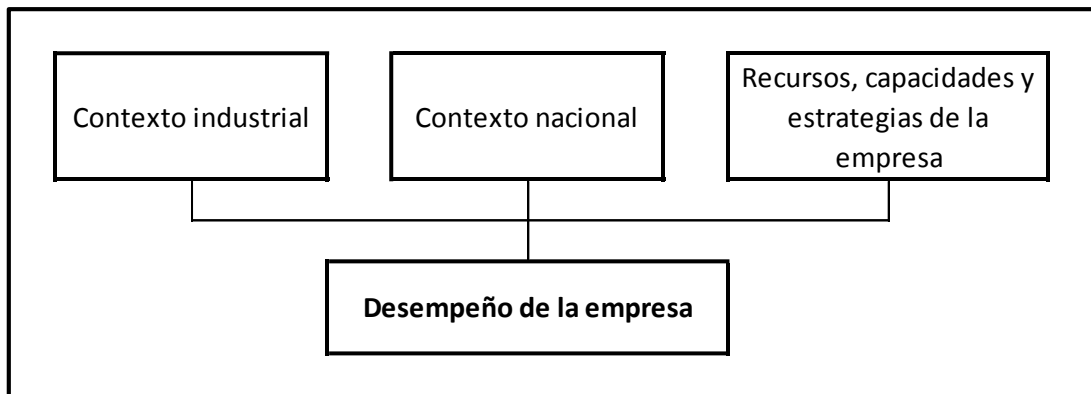 Contexto industrial
Contexto nacional
Recursos, capacidades y
estrategias de la
empresa
Desempeño de la empresa